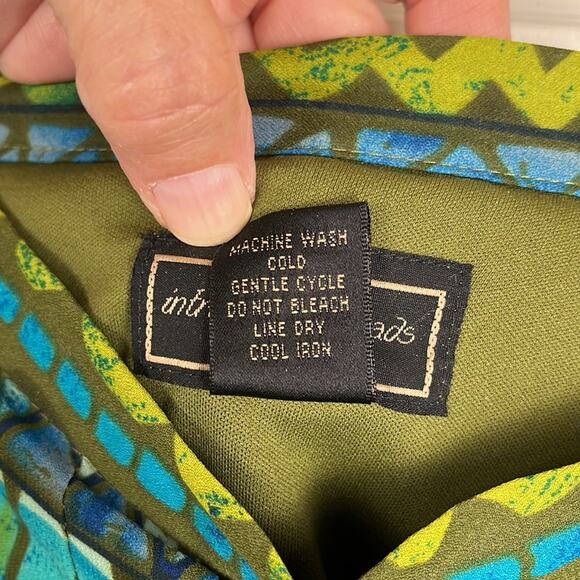 MACHINE WASH
COLD
GENTLE CYCLE
DO NOT BLEACH
LINE DRY
COOL IRON